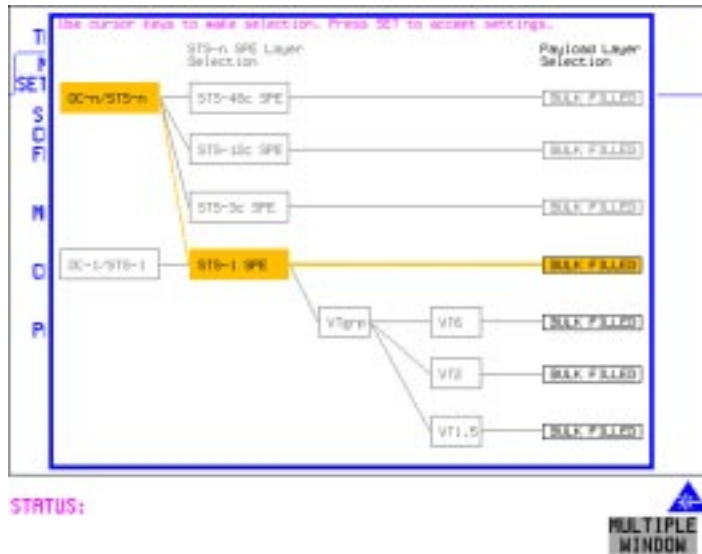 Use cursor keys to make selection. Press SET to accept settings.
STS-n SPE Layer
Selection
Payload Layer
Selection
OC-n/STS-n
STS-48c SPE
BULK FILLED
STS-12c SPE
BULK FILLED
STS-3c SPE
BULK FILLED
OC-1/STS-1
STS-1 SPE
BULK FILLED
VTgrp
VT6
BULK FILLED
VT2
BULK FILLED
VT1.5
BULK FILLED
SET
STATUS:
MULTIPLE
WINDOW